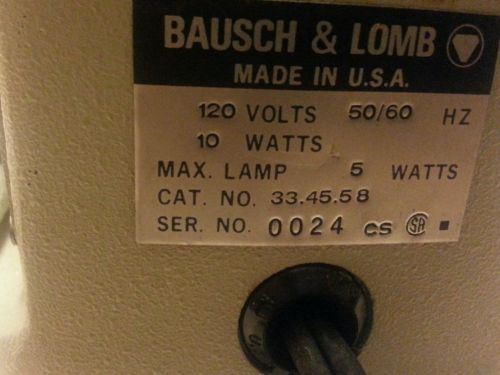 BAUSCH & LOMB
MADE IN U.S.A.
120 VOLTS 50/60 HZ
10 WATTS
MAX. LAMP 5 WATTS
CAT. NO. 33.45.58
SER. NO. 0024 CS SA